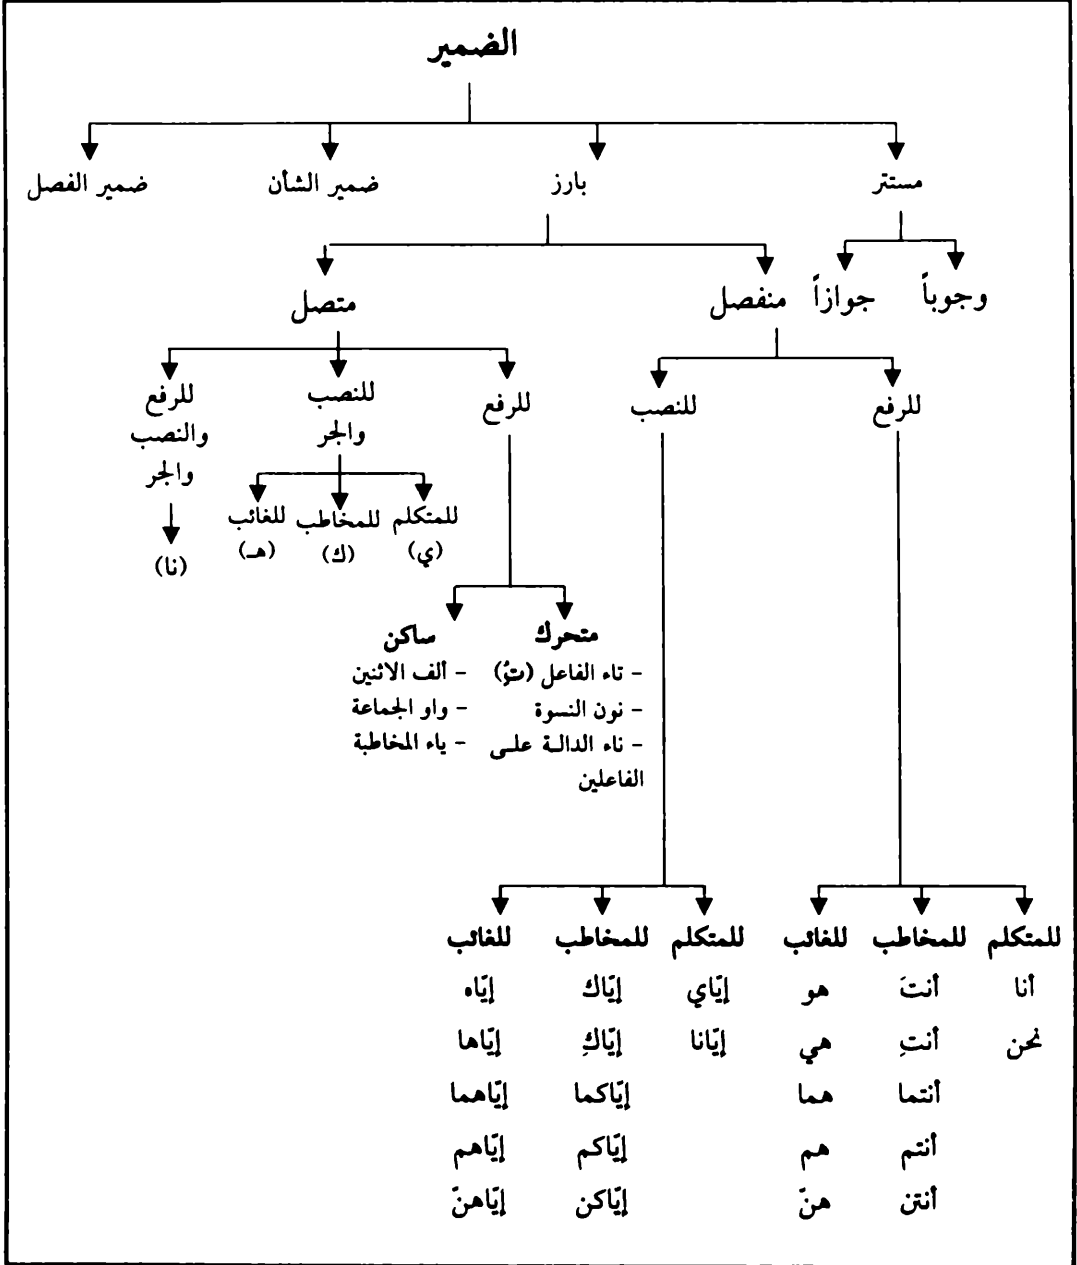 الضمير
مستتر
بارز
ضمير الشأن
ضمير الفصل
وجوباً
جوازاً
منفصل
متصل
للرفع
للنصب
للرفع
للنصب
والجر
للرفع
والنصب
والجر
للمتكلم
(ي)
للمخاطب
(ك)
للغائب
(هـ)
(نا)
متحرك
- تاء الفاعل (تُ)
- نون النسوة
- ناء الدالة على
الفاعلين
ساكن
- ألف الاثنين
- واو الجماعة
- ياء المخاطبة
للمتكلم
أنا
نحن
للمخاطب
أنتَ
أنتِ
أنتما
أنتم
أنتن
للغائب
هو
هي
هما
هم
هنّ
للمتكلم
إيّاي
إيّانا
للمخاطب
إيّاك
إيّاكِ
إيّاكما
إيّاكم
إيّاكن
للغائب
إيّاه
إيّاها
إيّاهما
إيّاهم
إيّاهنّ